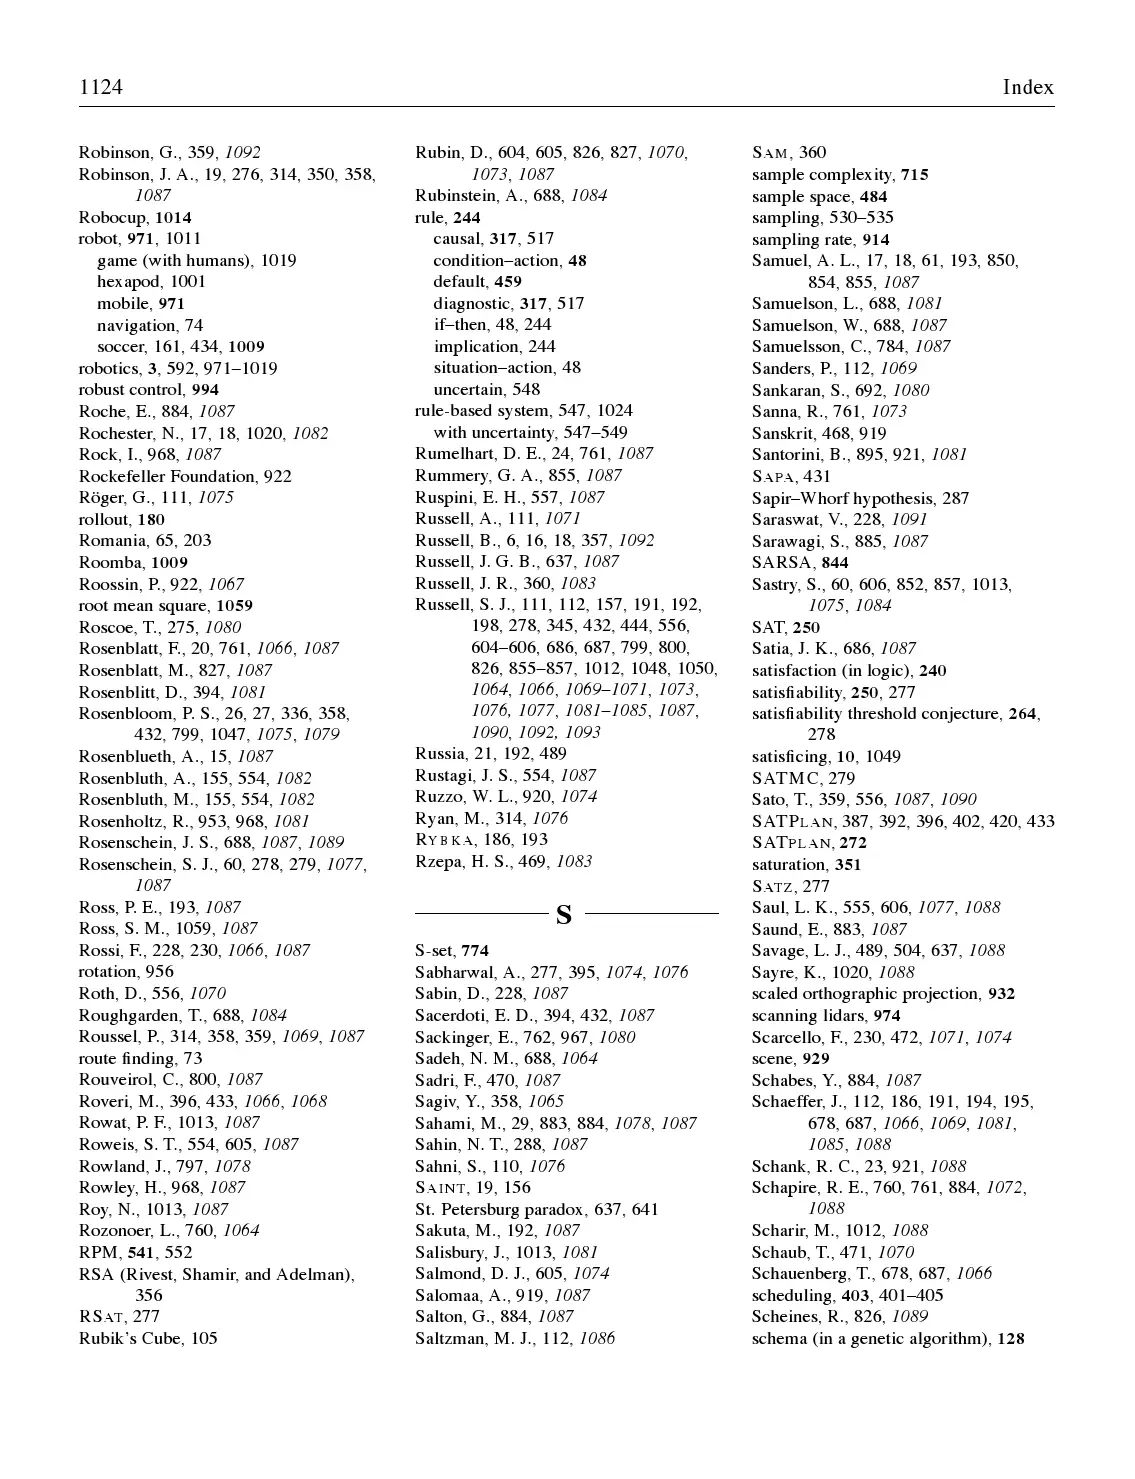 1124
Index
Robinson, G., 359, 1092
Robinson, J. A., 19, 276, 314, 350, 358,
1087
Robocup, 1014
robot, 971, 1011
game (with humans), 1019
hexapod, 1001
mobile, 971
navigation, 74
soccer, 161, 434, 1009
robotics, 3, 592, 971–1019
robust control, 994
Roche, E., 884, 1087
Rochester, N., 17, 18, 1020, 1082
Rock, I., 968, 1087
Rockefeller Foundation, 922
Röger, G., 111, 1075
rollout, 180
Romania, 65, 203
Roomba, 1009
Roossin, P., 922, 1067
root mean square, 1059
Roscoe, T., 275, 1080
Rosenblatt, F., 20, 761, 1066, 1087
Rosenblatt, M., 827, 1087
Rosenblitt, D., 394, 1081
Rosenbloom, P. S., 26, 27, 336, 358,
432, 799, 1047, 1075, 1079
Rosenblueth, A., 15, 1087
Rosenbluth, A., 155, 554, 1082
Rosenbluth, M., 155, 554, 1082
Rosenholtz, R., 953, 968, 1081
Rosenschein, J. S., 688, 1087, 1089
Rosenschein, S. J., 60, 278, 279, 1077,
1087
Ross, P. E., 193, 1087
Ross, S. M., 1059, 1087
Rossi, F., 228, 230, 1066, 1087
rotation, 956
Roth, D., 556, 1070
Roughgarden, T., 688, 1084
Roussel, P., 314, 358, 359, 1069, 1087
route finding, 73
Rouveirol, C., 800, 1087
Roveri, M., 396, 433, 1066, 1068
Rowat, P. F., 1013, 1087
Roweis, S. T., 554, 605, 1087
Rowland, J., 797, 1078
Rowley, H., 968, 1087
Roy, N., 1013, 1087
Rozonoer, L., 760, 1064
RPM, 541, 552
RSA (Rivest, Shamir, and Adelman),
356
RSAT, 277
Rubik's Cube, 105
Rubin, D., 604, 605, 826, 827, 1070,
1073, 1087
Rubinstein, A., 688, 1084
rule, 244
causal, 317, 517
condition–action, 48
default, 459
diagnostic, 317, 517
if–then, 48, 244
implication, 244
situation–action, 48
uncertain, 548
rule-based system, 547, 1024
with uncertainty, 547–549
Rumelhart, D. E., 24, 761, 1087
Rummery, G. A., 855, 1087
Ruspini, E. H., 557, 1087
Russell, A., 111, 1071
Russell, B., 6, 16, 18, 357, 1092
Russell, J. G. B., 637, 1087
Russell, J. R., 360, 1083
Russell, S. J., 111, 112, 157, 191, 192,
198, 278, 345, 432, 444, 556,
604–606, 686, 687, 799, 800,
826, 855–857, 1012, 1048, 1050,
1064, 1066, 1069–1071, 1073,
1076, 1077, 1081–1085, 1087,
1090, 1092, 1093
Russia, 21, 192, 489
Rustagi, J. S., 554, 1087
Ruzzo, W. L., 920, 1074
Ryan, M., 314, 1076
RYBKA, 186, 193
Rzepa, H. S., 469, 1083
S
S-set, 774
Sabharwal, A., 277, 395, 1074, 1076
Sabin, D., 228, 1087
Sacerdoti, E. D., 394, 432, 1087
Sackinger, E., 762, 967, 1080
Sadeh, N. M., 688, 1064
Sadri, F., 470, 1087
Sagiv, Y., 358, 1065
Sahami, M., 29, 883, 884, 1078, 1087
Sahin, N. T., 288, 1087
Sahni, S., 110, 1076
SAINT, 19, 156
St. Petersburg paradox, 637, 641
Sakuta, M., 192, 1087
Salisbury, J., 1013, 1081
Salmond, D. J., 605, 1074
Salomaa, A., 919, 1087
Salton, G., 884, 1087
Saltzman, M. J., 112, 1086
SAM, 360
sample complexity, 715
sample space, 484
sampling, 530–535
sampling rate, 914
Samuel, A. L., 17, 18, 61, 193, 850,
854, 855, 1087
Samuelson, L., 688, 1081
Samuelson, W., 688, 1087
Samuelsson, C., 784, 1087
Sanders, P., 112, 1069
Sankaran, S., 692, 1080
Sanna, R., 761, 1073
Sanskrit, 468, 919
Santorini, B., 895, 921, 1081
SAPA, 431
Sapir–Whorf hypothesis, 287
Saraswat, V., 228, 1091
Sarawagi, S., 885, 1087
SARSA, 844
Sastry, S., 60, 606, 852, 857, 1013,
1075, 1084
SAT, 250
Satia, J. K., 686, 1087
satisfaction (in logic), 240
satisfiability, 250, 277
satisfiability threshold conjecture, 264,
278
satisficing, 10, 1049
SATMC, 279
Sato, T., 359, 556, 1087, 1090
SATPLAN, 387, 392, 396, 402, 420, 433
SATPLAN, 272
saturation, 351
SATZ, 277
Saul, L. K., 555, 606, 1077, 1088
Saund, E., 883, 1087
Savage, L. J., 489, 504, 637, 1088
Sayre, K., 1020, 1088
scaled orthographic projection, 932
scanning lidars, 974
Scarcello, F., 230, 472, 1071, 1074
scene, 929
Schabes, Y., 884, 1087
Schaeffer, J., 112, 186, 191, 194, 195,
678, 687, 1066, 1069, 1081,
1085, 1088
Schank, R. C., 23, 921, 1088
Schapire, R. E., 760, 761, 884, 1072,
1088
Scharir, M., 1012, 1088
Schaub, T., 471, 1070
Schauenberg, T., 678, 687, 1066
scheduling, 403, 401–405
Scheines, R., 826, 1089
schema (in a genetic algorithm), 128